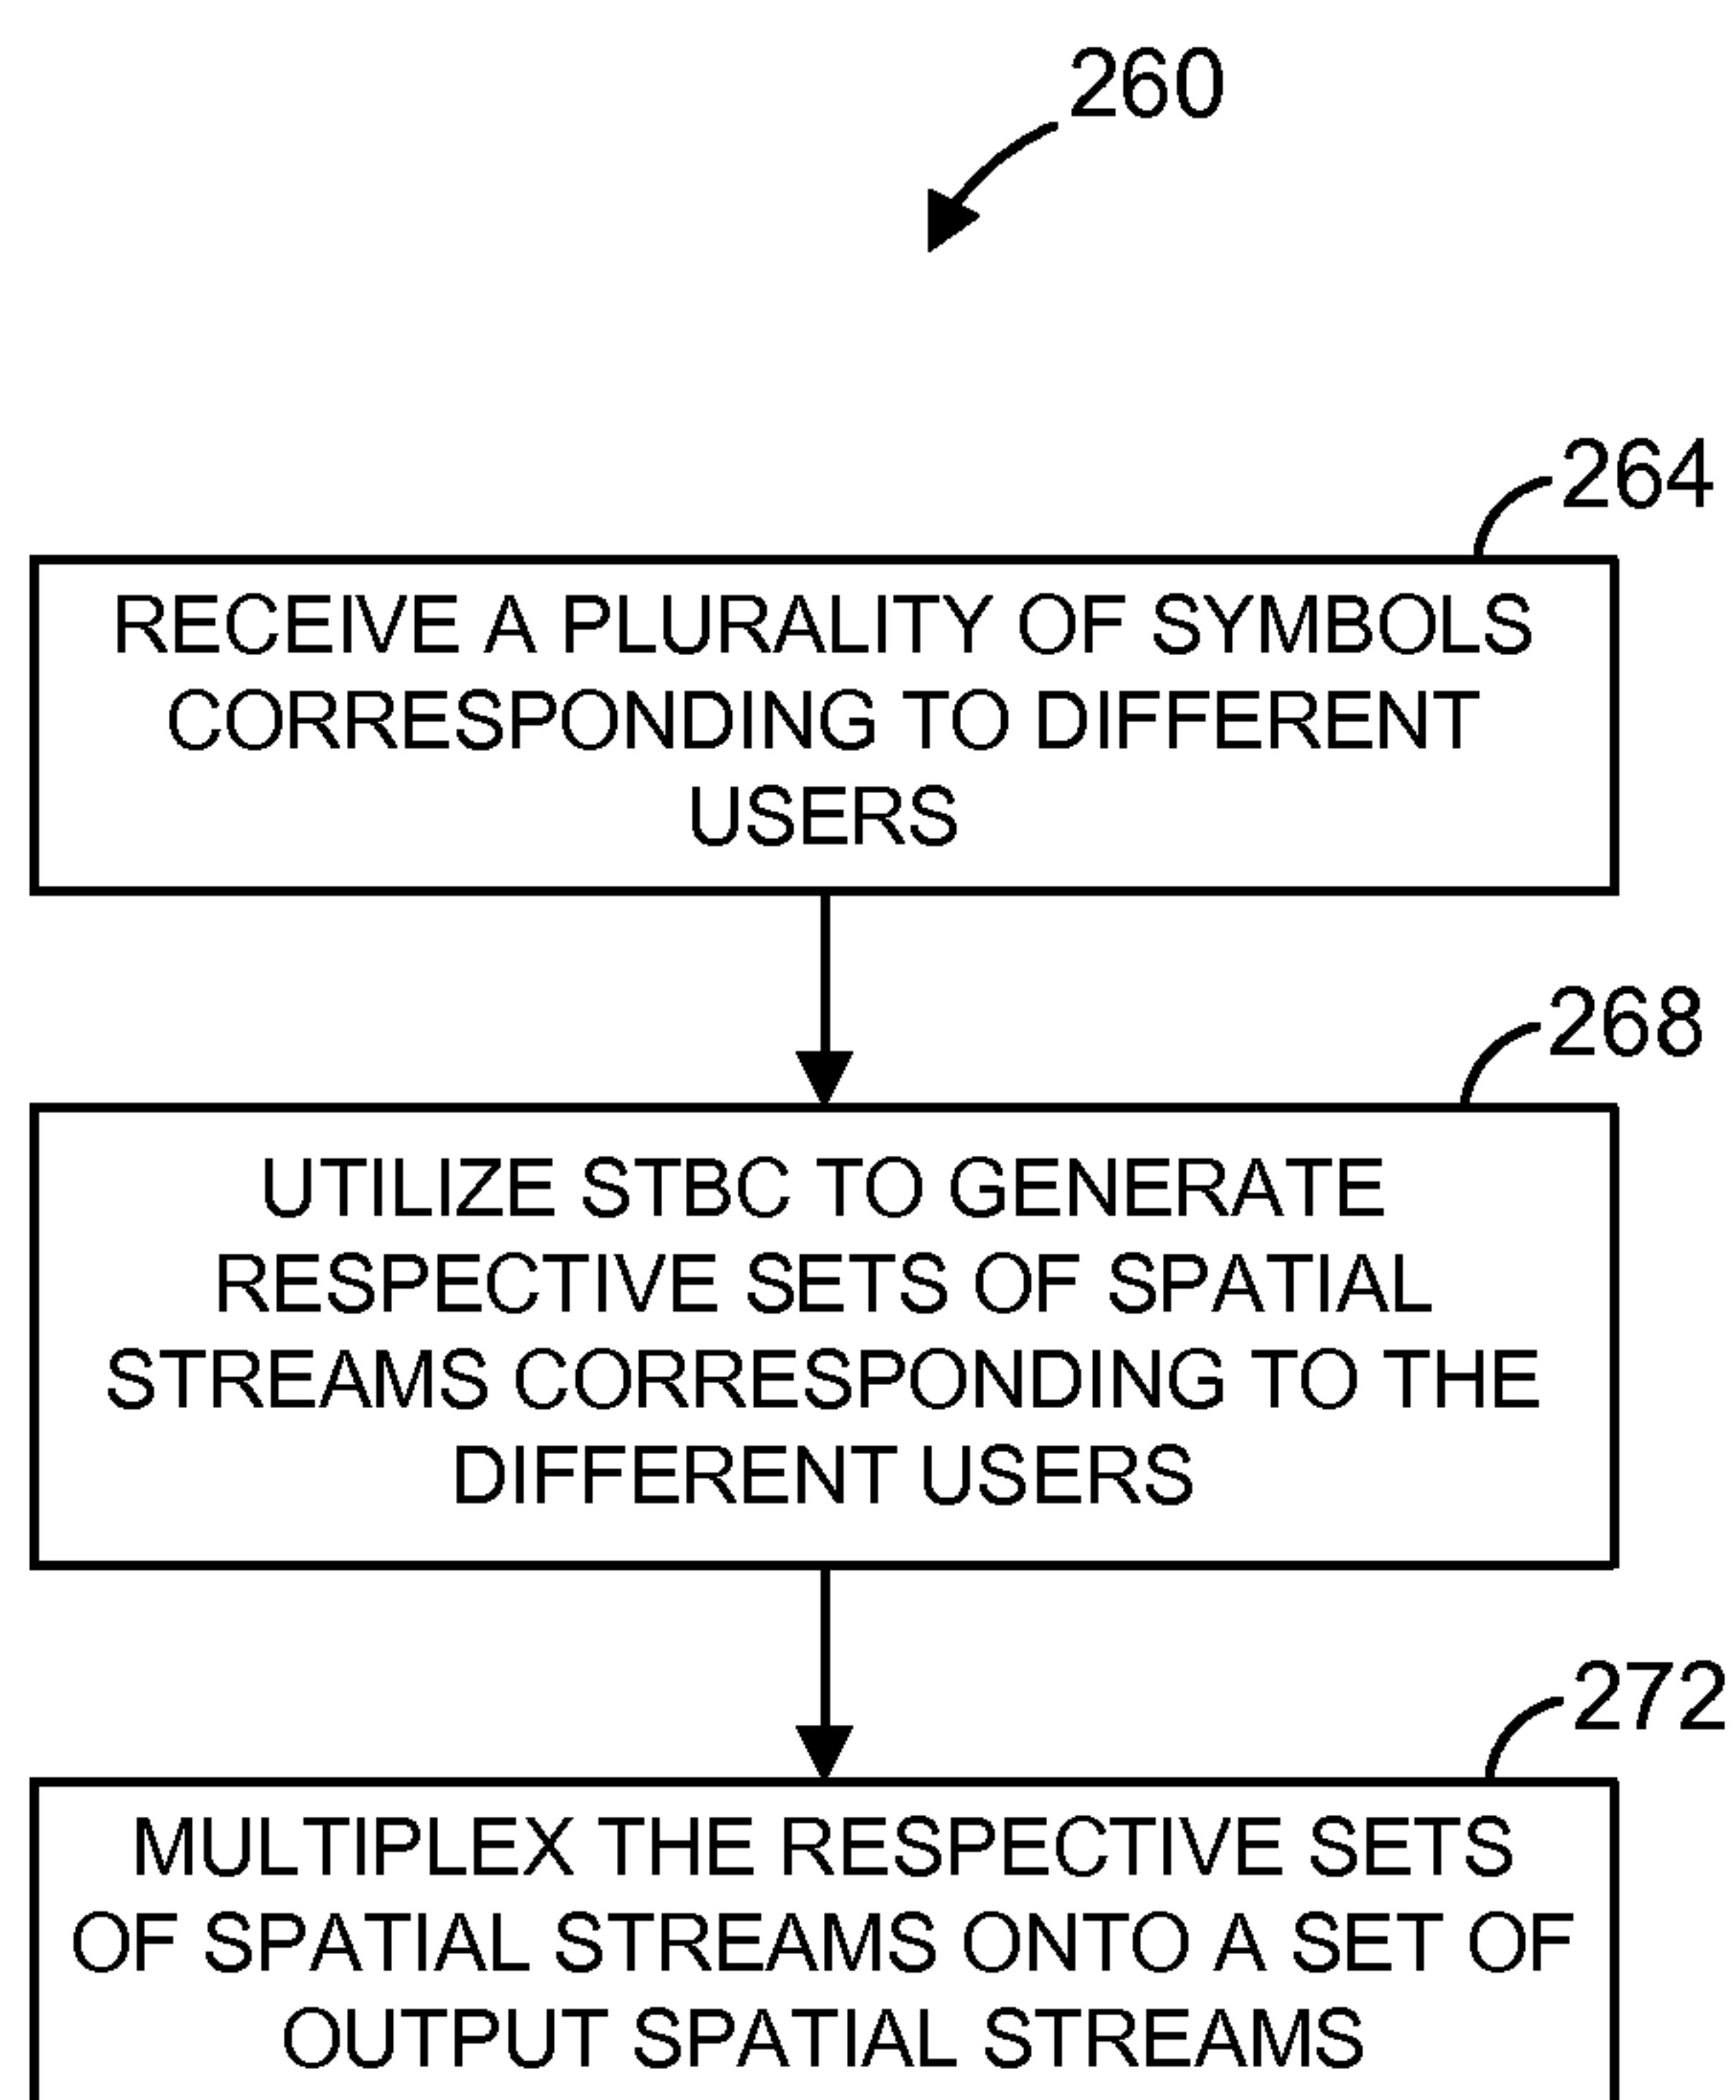 260
264
RECEIVE A PLURALITY OF SYMBOLS
CORRESPONDING TO DIFFERENT
USERS
268
UTILIZE STBC TO GENERATE
RESPECTIVE SETS OF SPATIAL
STREAMS CORRESPONDING TO THE
DIFFERENT USERS
272
MULTIPLEX THE RESPECTIVE SETS
OF SPATIAL STREAMS ONTO A SET OF
OUTPUT SPATIAL STREAMS